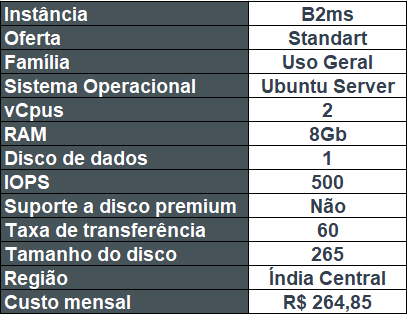 Instância B2ms
Oferta Standart
Família Uso Geral
Sistema Operacional Ubuntu Server
vCpus 2
RAM 8Gb
Disco de dados 1
IOPS 500
Suporte a disco premium Não
Taxa de transferência 60
Tamanho do disco 265
Região Índia Central
Custo mensal R$ 264,85